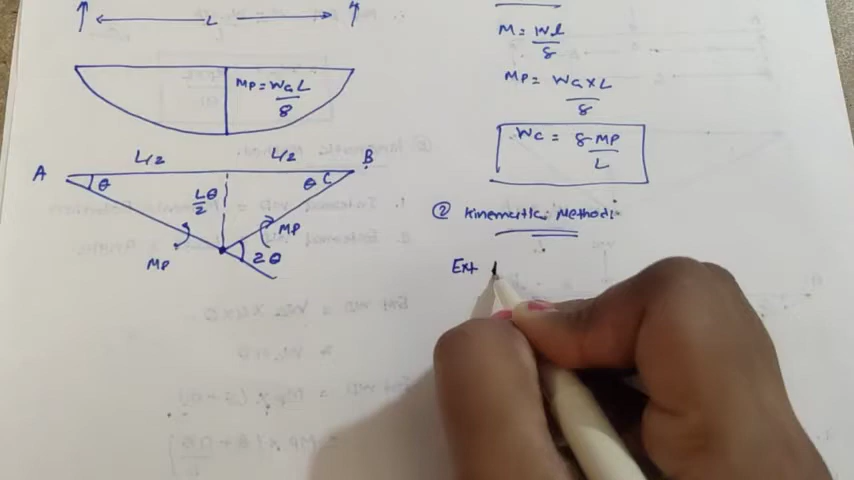 L
MP = WcL/8
L/2 L/2
A B
θ Lθ/2 θ
MP
MP 2θ
M = Wl/8
MP = Wc×L/8
Wc = 8MP/L
② Kinematic Method:
Ext